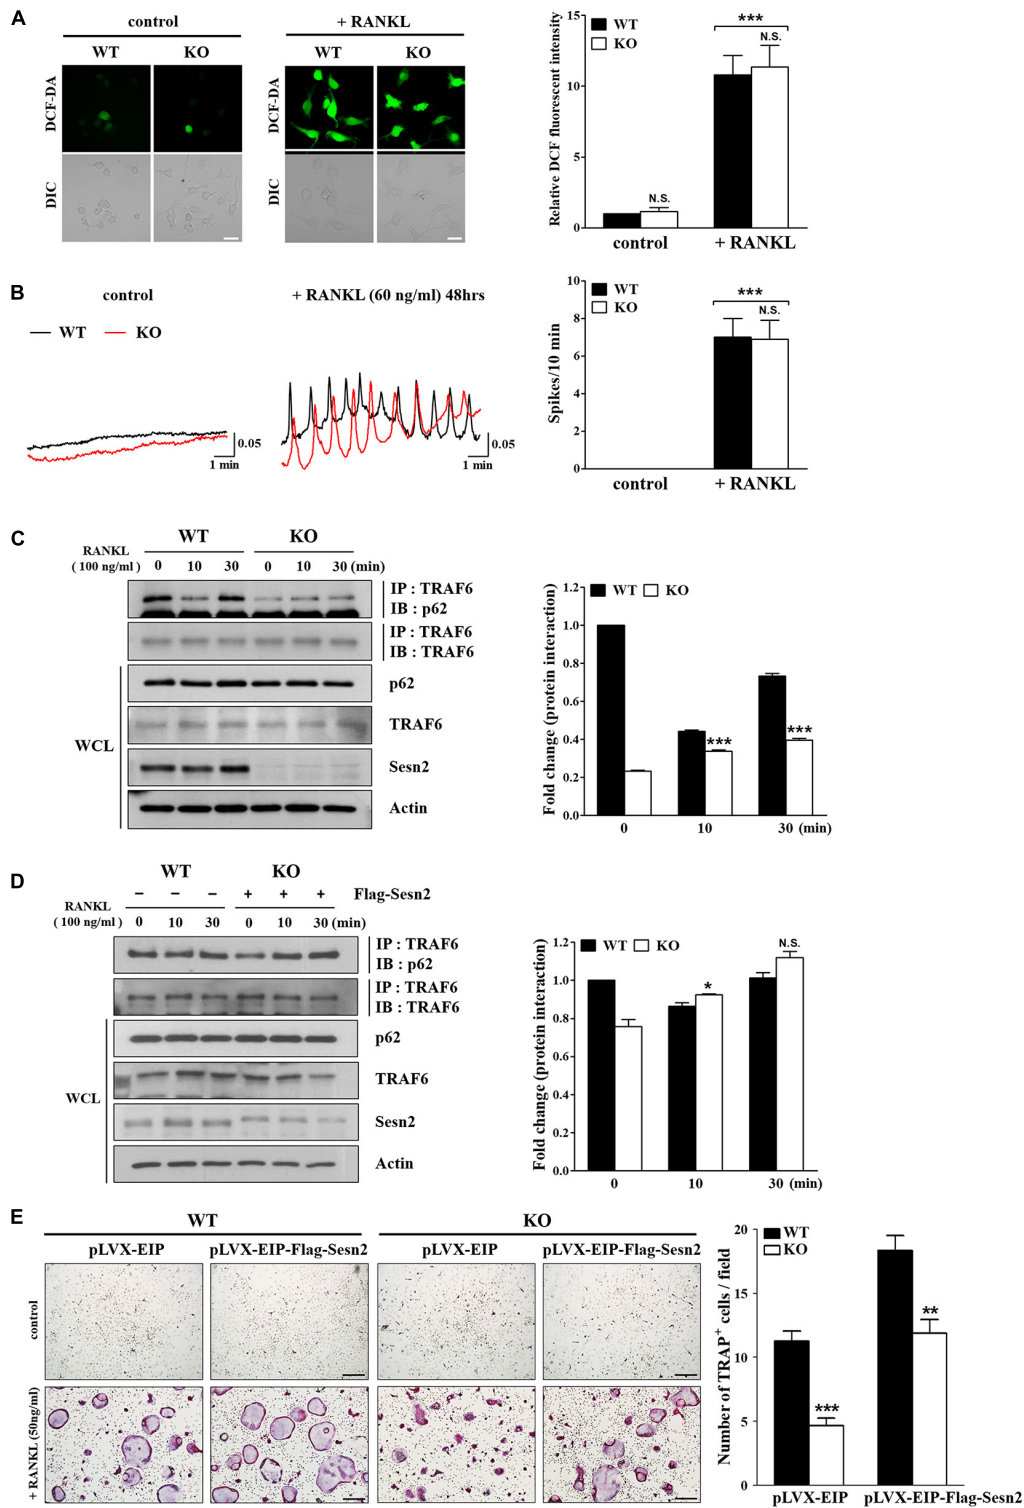 A
control
+ RANKL
WT KO WT KO
DCF-DA
DIC
DCF-DA
DIC
Relative DCF fluorescent intensity
15
10
5
0
WT
KO
***
N.S.
N.S.
control + RANKL
B
control
+ RANKL (60 ng/ml) 48hrs
WT KO
0.05
1 min
0.05
1 min
Spikes/10 min
10
8
6
4
2
0
WT
KO
***
N.S.
control + RANKL
C
WT KO
RANKL
( 100 ng/ml )
0 10 30 0 10 30 (min)
IP : TRAF6
IB : p62
IP : TRAF6
IB : TRAF6
WCL
p62
TRAF6
Sesn2
Actin
Fold change (protein interaction)
1.2
1.0
0.8
0.6
0.4
0.2
0.0
WT KO
***
***
0 10 30 (min)
D
WT KO
– – – + + + Flag-Sesn2
RANKL
( 100 ng/ml )
0 10 30 0 10 30 (min)
IP : TRAF6
IB : p62
IP : TRAF6
IB : TRAF6
WCL
p62
TRAF6
Sesn2
Actin
Fold change (protein interaction)
1.2
1.0
0.8
0.6
0.4
0.2
0.0
WT KO
*
N.S.
0 10 30 (min)
E
WT KO
pLVX-EIP pLVX-EIP-Flag-Sesn2 pLVX-EIP pLVX-EIP-Flag-Sesn2
control
+ RANKL (50ng/ml)
Number of TRAP+ cells / field
20
15
10
5
0
WT
KO
***
**
pLVX-EIP pLVX-EIP-Flag-Sesn2